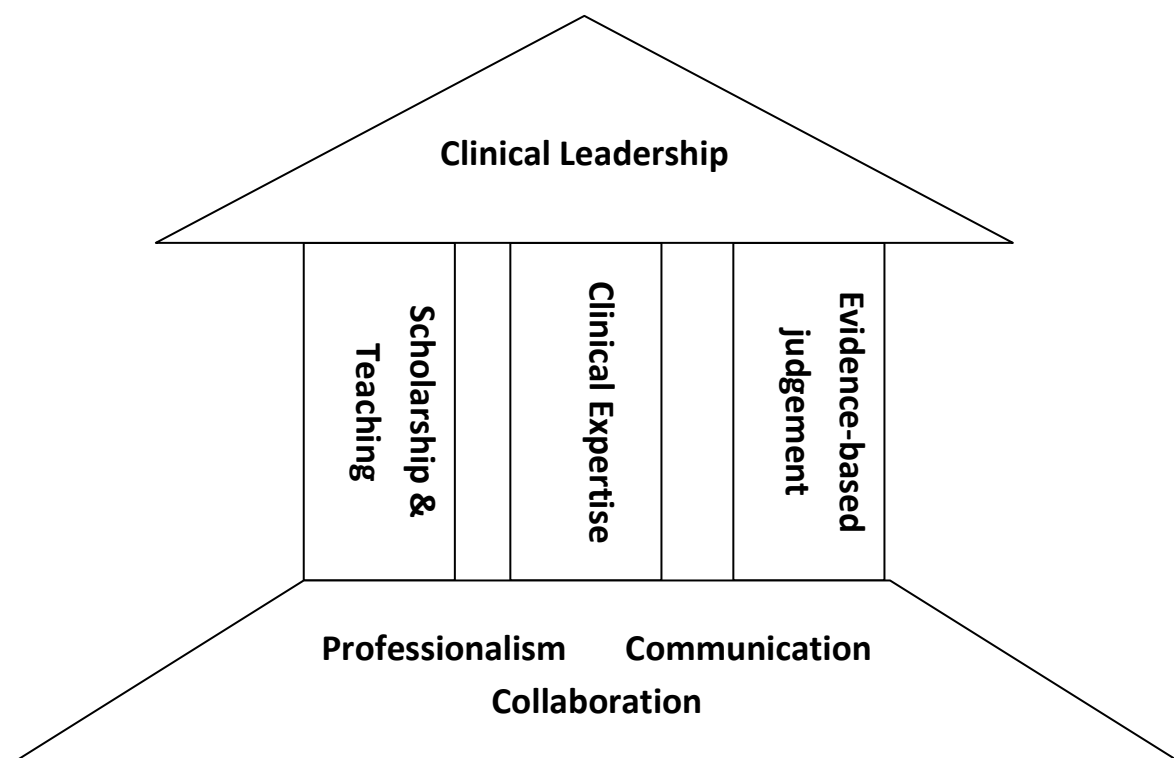 Clinical Leadership
Scholarship &
Teaching
Clinical Expertise
Evidence-based
judgement
Professionalism Communication
Collaboration